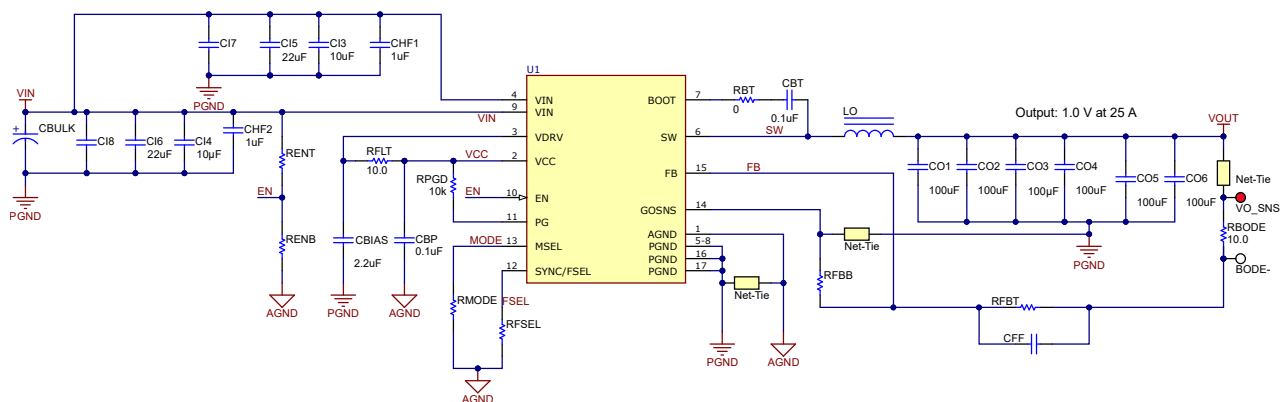 CI7
CI5
22uF
CI3
10uF
CHF1
1uF
PGND
VIN
CBULK
+
CI8
CI6
22uF
CI4
10µF
CHF2
1uF
PGND
RENT
EN
RENB
AGND
VIN
VCC
RFLT
10.0
RPGD
10k
EN
CBIAS
2.2uF
CBP
0.1uF
PGND
AGND
MODE
RMODE
FSEL
RFSEL
AGND
U1
4 VIN
9 VIN
3 VDRV
2 VCC
10 EN
11 PG
13 MSEL
12 SYNC/FSEL
BOOT 7
SW 6
FB 15
GOSNS 14
AGND 1
PGND 5-8
PGND 16
PGND 17
Net-Tie
PGND
AGND
RBT
0
CBT
0.1uF
SW
LO
Output: 1.0 V at 25 A
VOUT
CO1
100uF
CO2
100uF
CO3
100µF
CO4
100uF
CO5
100uF
CO6
100uF
Net-Tie
VO_SNS
RBODE
10.0
BODE-
FB
Net-Tie
PGND
RFBB
RFBT
CFF